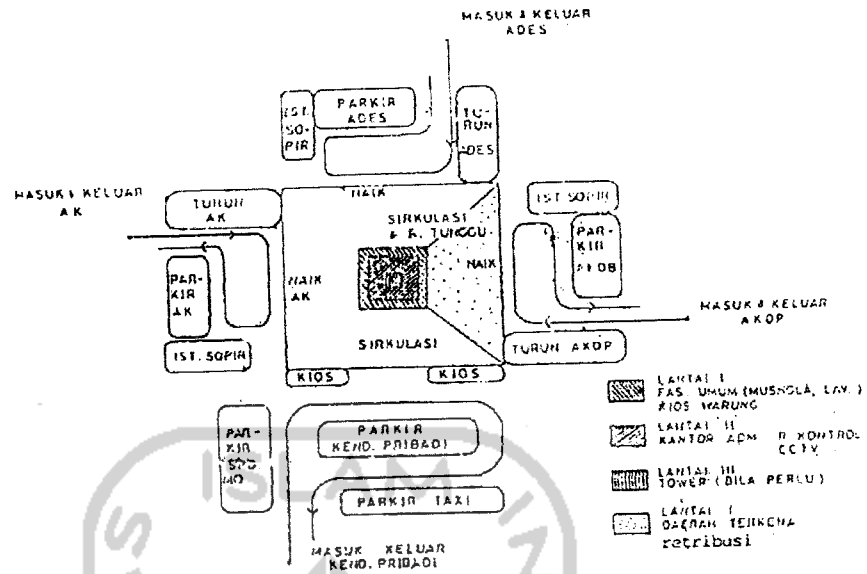 MASUK & KELUAR
ADES
IST.
SO-
PIR
PARKIR
ADES
TU-
RUN
ADES
MASUK & KELUAR
AK
TURUN
AK
NAIK
SIRKULASI
& R. TUNGGU
NAIK
IST SOPIR
PAR-
KIR
PAR-
KIR
AK
NAIK
AK
MASUK & KELUAR
AKDP
IST. SOPIR
SIRKULASI
TURUN AKDP
KIOS
KIOS
PAR-
KIR
PARKIR
KEND. PRIBADI
PARKIR TAXI
MASUK KELUAR
KEND. PRIBADI
LANTAI I
FAS. UMUM (MUSHOLA, LAV.)
KIOS WARUNG
LANTAI II
KANTOR ADM R KONTROL
CCTV
LANTAI III
TOWER (BILA PERLU)
LANTAI I
DAERAH TERKENA
retribusi
ISLAM